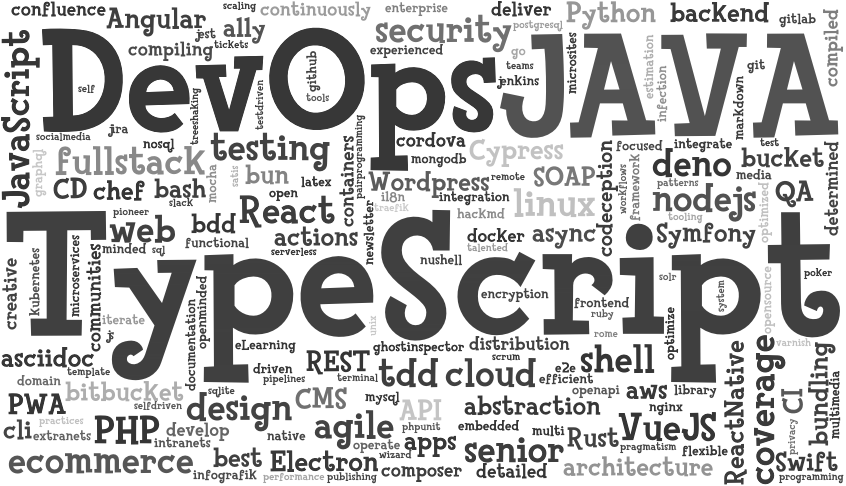 confluence
Angular
scaling
continuously
enterprise
deliver
postgresql
Python
backend
gitlab
jest
ally
tickets
compiling
security
experienced
go
teams
jenkins
microsites
estimation
infection
git
markdown
compiled
JavaScript
DevOps
JAVA
self
github
tools
treeshaking
testdriven
socialmedia
jira
nosql
testing
containers
pairprogramming
cordova
mongodb
Cypress
codeception
focused
integrate
test
graphql
fullstack
mocha
satis
bun
open
latex
Wordpress
remote
SOAP
workflows
framework
deno
patterns
bucket
media
determined
CD
chef
bash
slack
React
i18n
traefik
integration
hackmd
linux
nodejs
tooling
optimized
QA
pioneer
web
bdd
functional
actions
serverless
newsletter
docker
talented
async
Symfony
minded
sql
creative
kubernetes
microservices
communities
TypeScript
openminded
documentation
nushell
encryption
frontend
ruby
rome
solr
system
optimize
opensource
poker
varnish
iterate
js
unix
eLearning
ghostinspector
distribution
scrum
asciidoc
template
driven
pipelines
REST
terminal
tdd
cloud
e2e
efficient
shell
openapi
aws
library
ReactNative
coverage
bundling
multimedia
domain
bitbucket
selfdriven
sqlite
CMS
mysql
API
phpunit
abstraction
nginx
CI
privacy
PWA
practices
design
agile
embedded
multi
VueJS
pragmatism
flexible
cli
extranets
PHP
develop
intranets
native
operate
wizard
apps
senior
Rust
ecommerce
best
infografik
Electron
performance
publishing
composer
detailed
architecture
Swift
programming